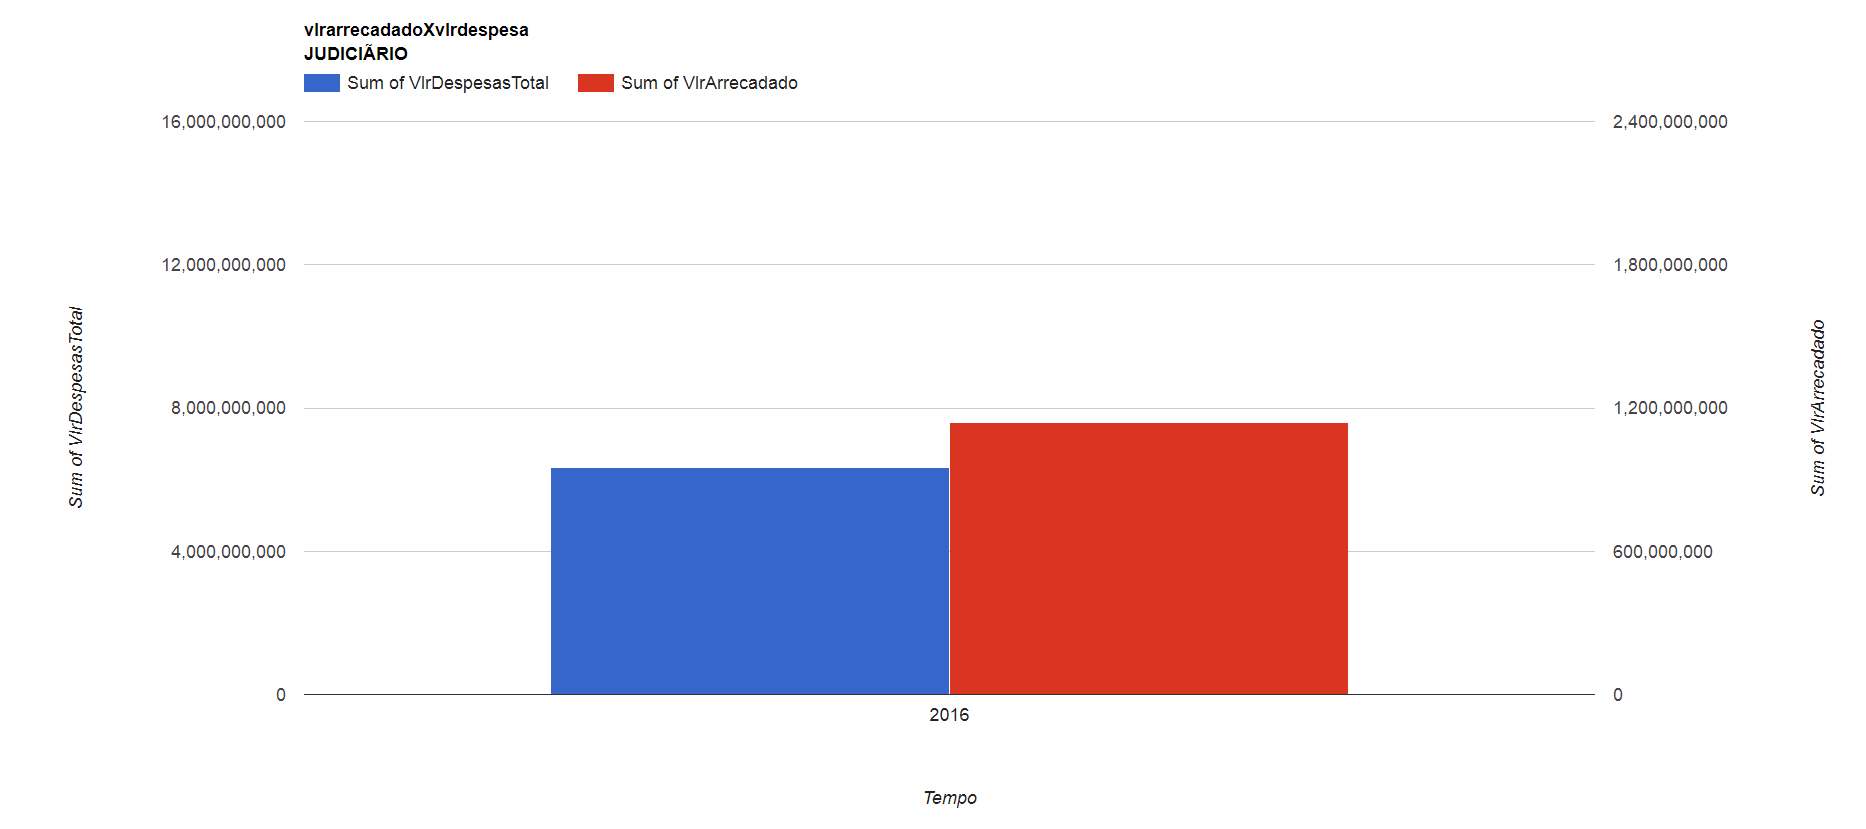 vlrarrecadadoXvlrdespesa
JUDICIÃRIO
Sum of VlrDespesasTotal
Sum of VlrArrecadado
16,000,000,000
2,400,000,000
12,000,000,000
1,800,000,000
8,000,000,000
1,200,000,000
4,000,000,000
600,000,000
0
0
Sum of VlrDespesasTotal
Sum of VlrArrecadado
2016
Tempo